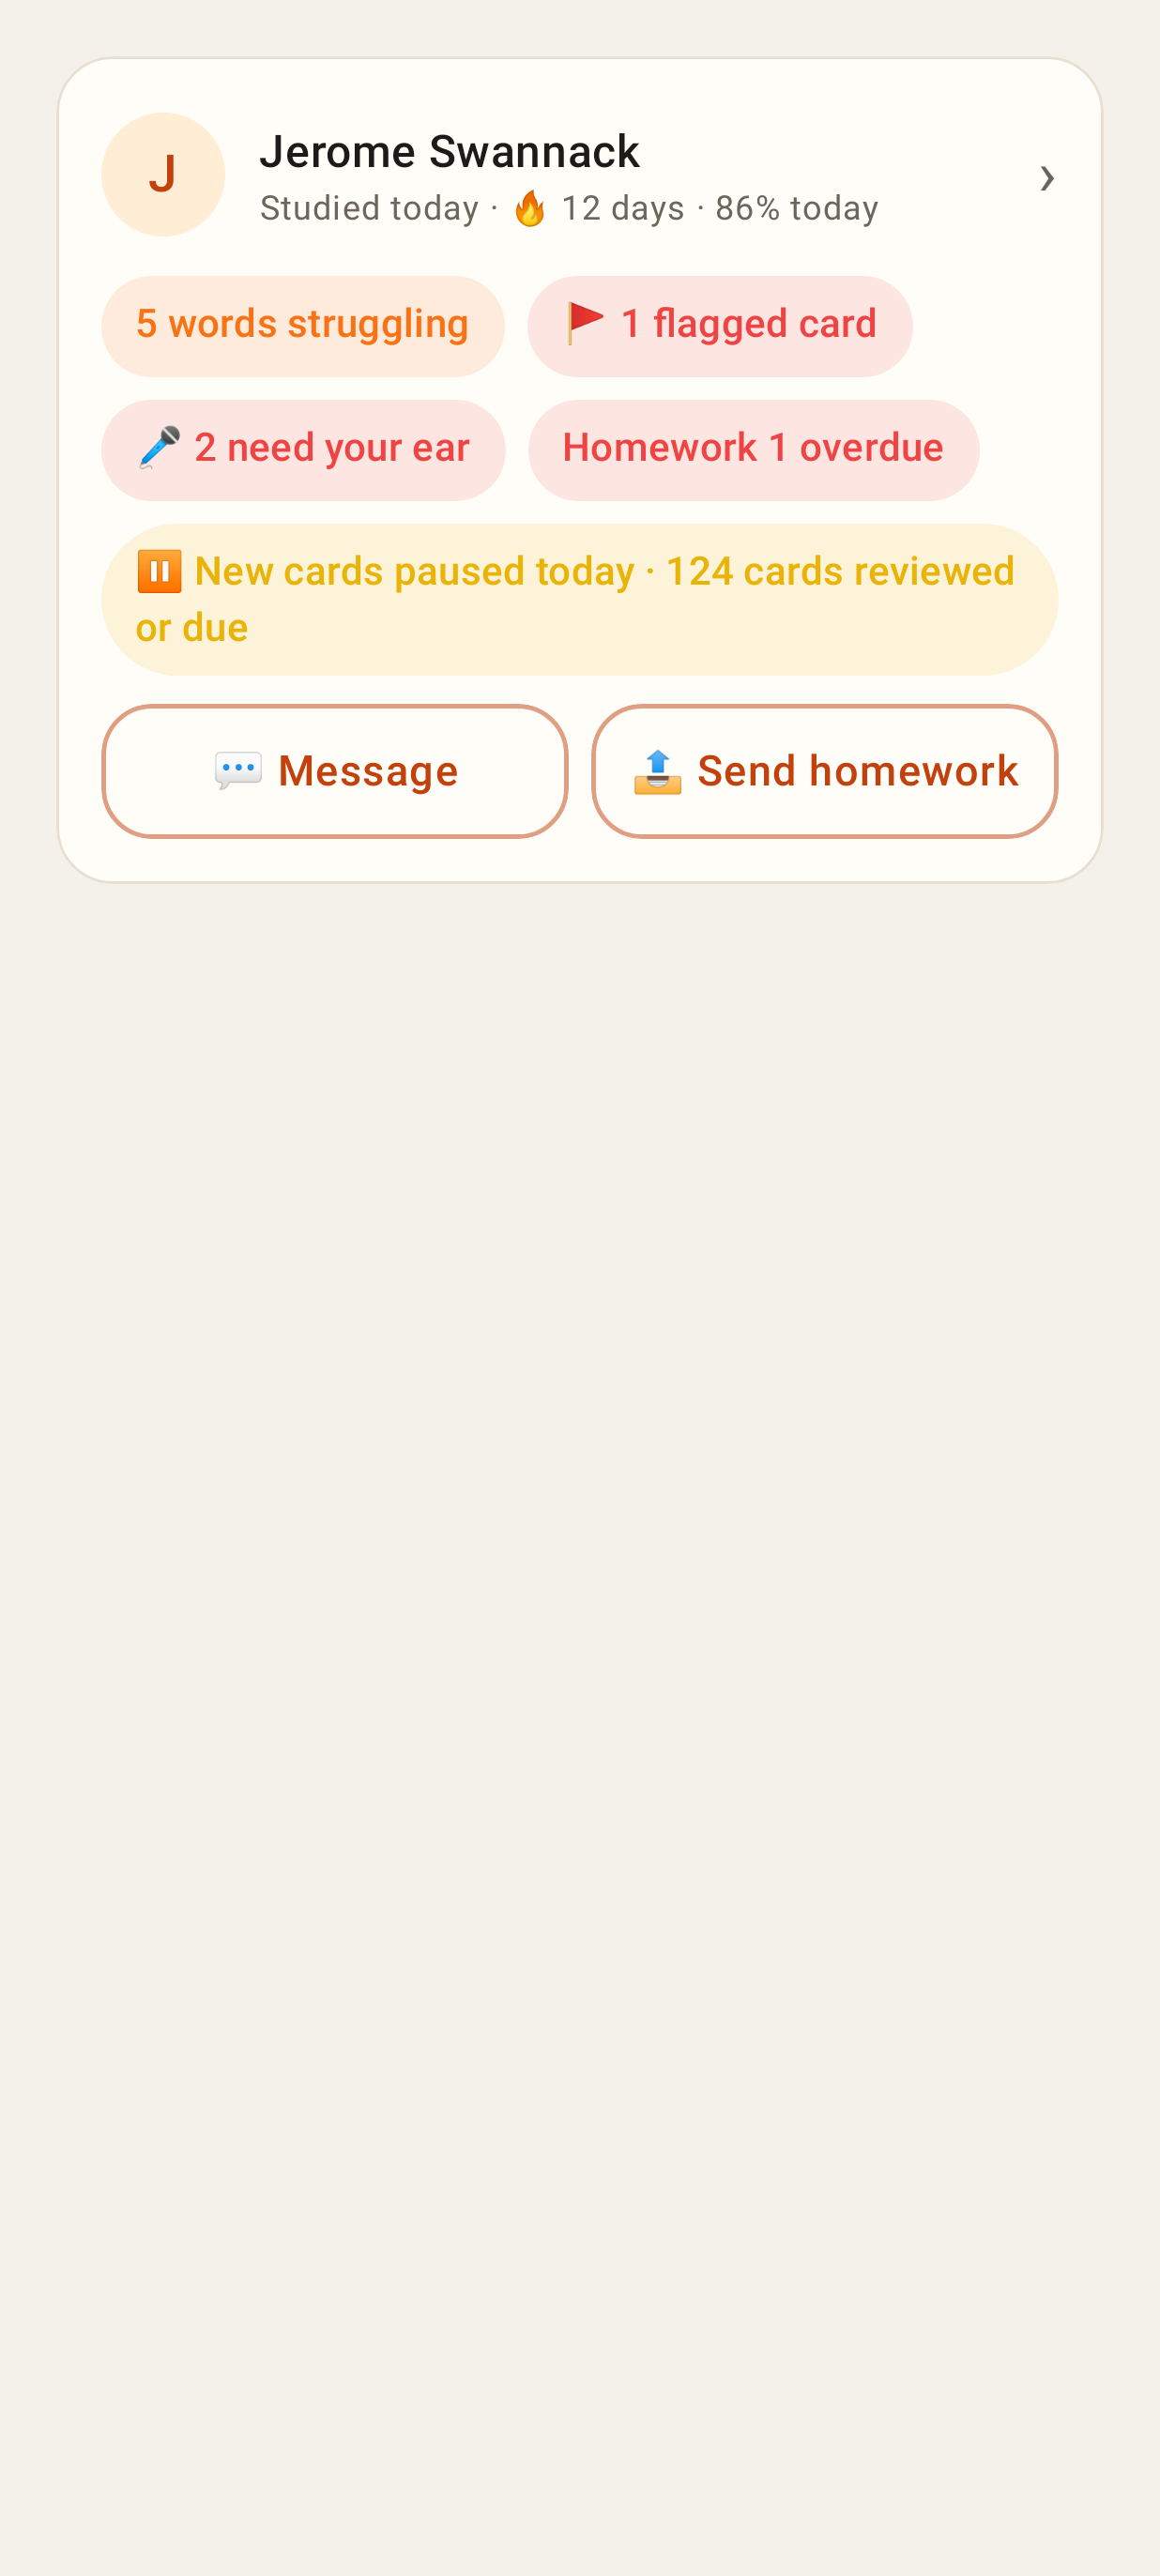 J
Jerome Swannack
Studied today · 🔥 12 days · 86% today
›
5 words struggling
🚩 1 flagged card
🎤 2 need your ear
Homework 1 overdue
⏸️ New cards paused today · 124 cards reviewed
or due
💬 Message
📤 Send homework